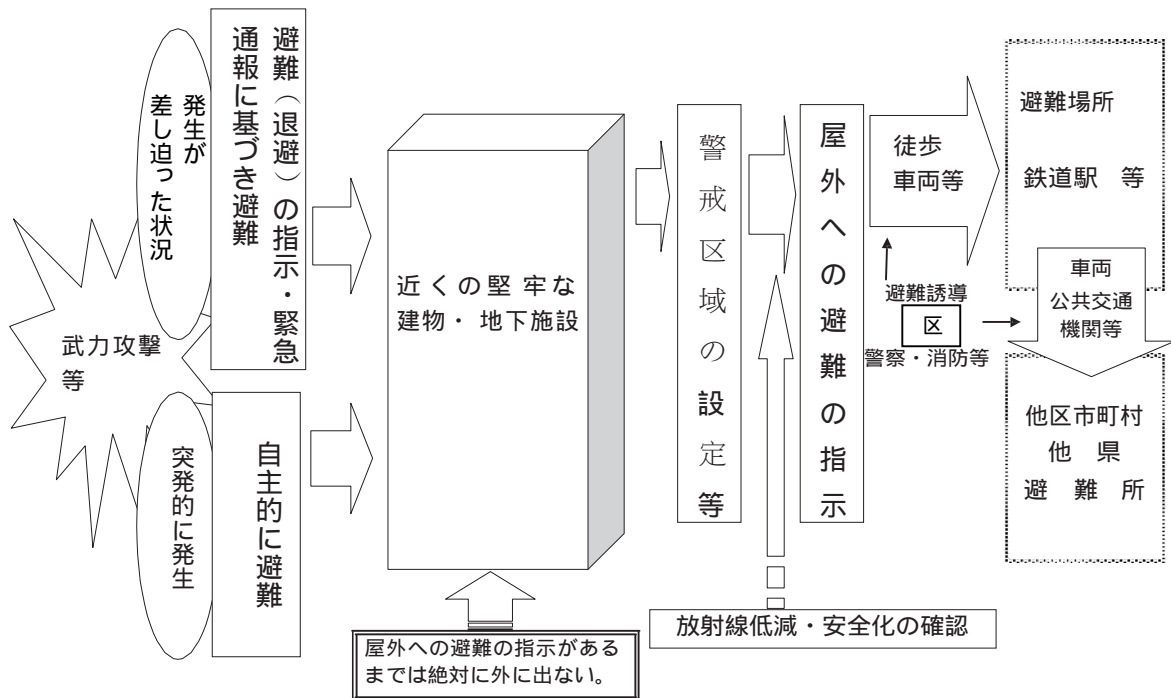 武力攻撃
等
発生が
差し迫った状況
避難（退避）の指示・緊急
通報に基づき避難
突発的に発生
自主的に避難
近くの堅牢な
建物・地下施設
屋外への避難の指示がある
までは絶対に外に出ない。
警戒区域の設定等
屋外への避難の指示
放射線低減・安全化の確認
徒歩
車両等
避難誘導
区
警察・消防等
避難場所
鉄道駅 等
車両
公共交通
機関等
他区市町村
他 県
避 難 所